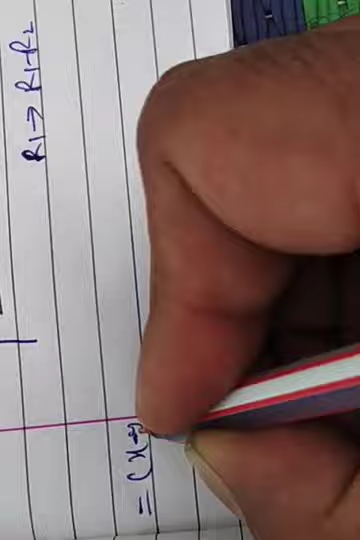 R1→ R1-R2
= (x-y